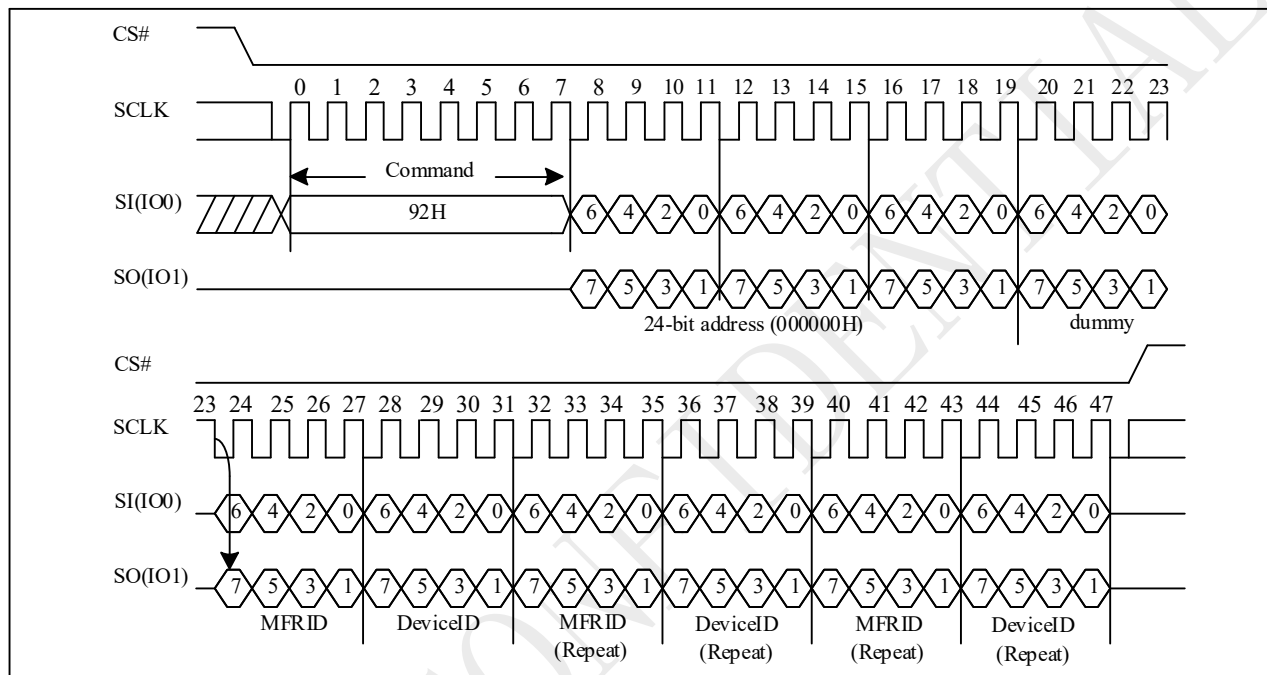 CS#
0 1 2 3 4 5 6 7 8 9 10 11 12 13 14 15 16 17 18 19 20 21 22 23
SCLK
Command
SI(IO0)
92H
6 4 2 0 6 4 2 0 6 4 2 0 6 4 2 0
SO(IO1)
7 5 3 1 7 5 3 1 7 5 3 1 7 5 3 1
24-bit address (000000H) dummy
CS#
23 24 25 26 27 28 29 30 31 32 33 34 35 36 37 38 39 40 41 42 43 44 45 46 47
SCLK
SI(IO0)
6 4 2 0 6 4 2 0 6 4 2 0 6 4 2 0 6 4 2 0 6 4 2 0
SO(IO1)
7 5 3 1 7 5 3 1 7 5 3 1 7 5 3 1 7 5 3 1 7 5 3 1
MFRID DeviceID MFRID DeviceID MFRID DeviceID
(Repeat) (Repeat) (Repeat) (Repeat)
ONFIDENTIAL